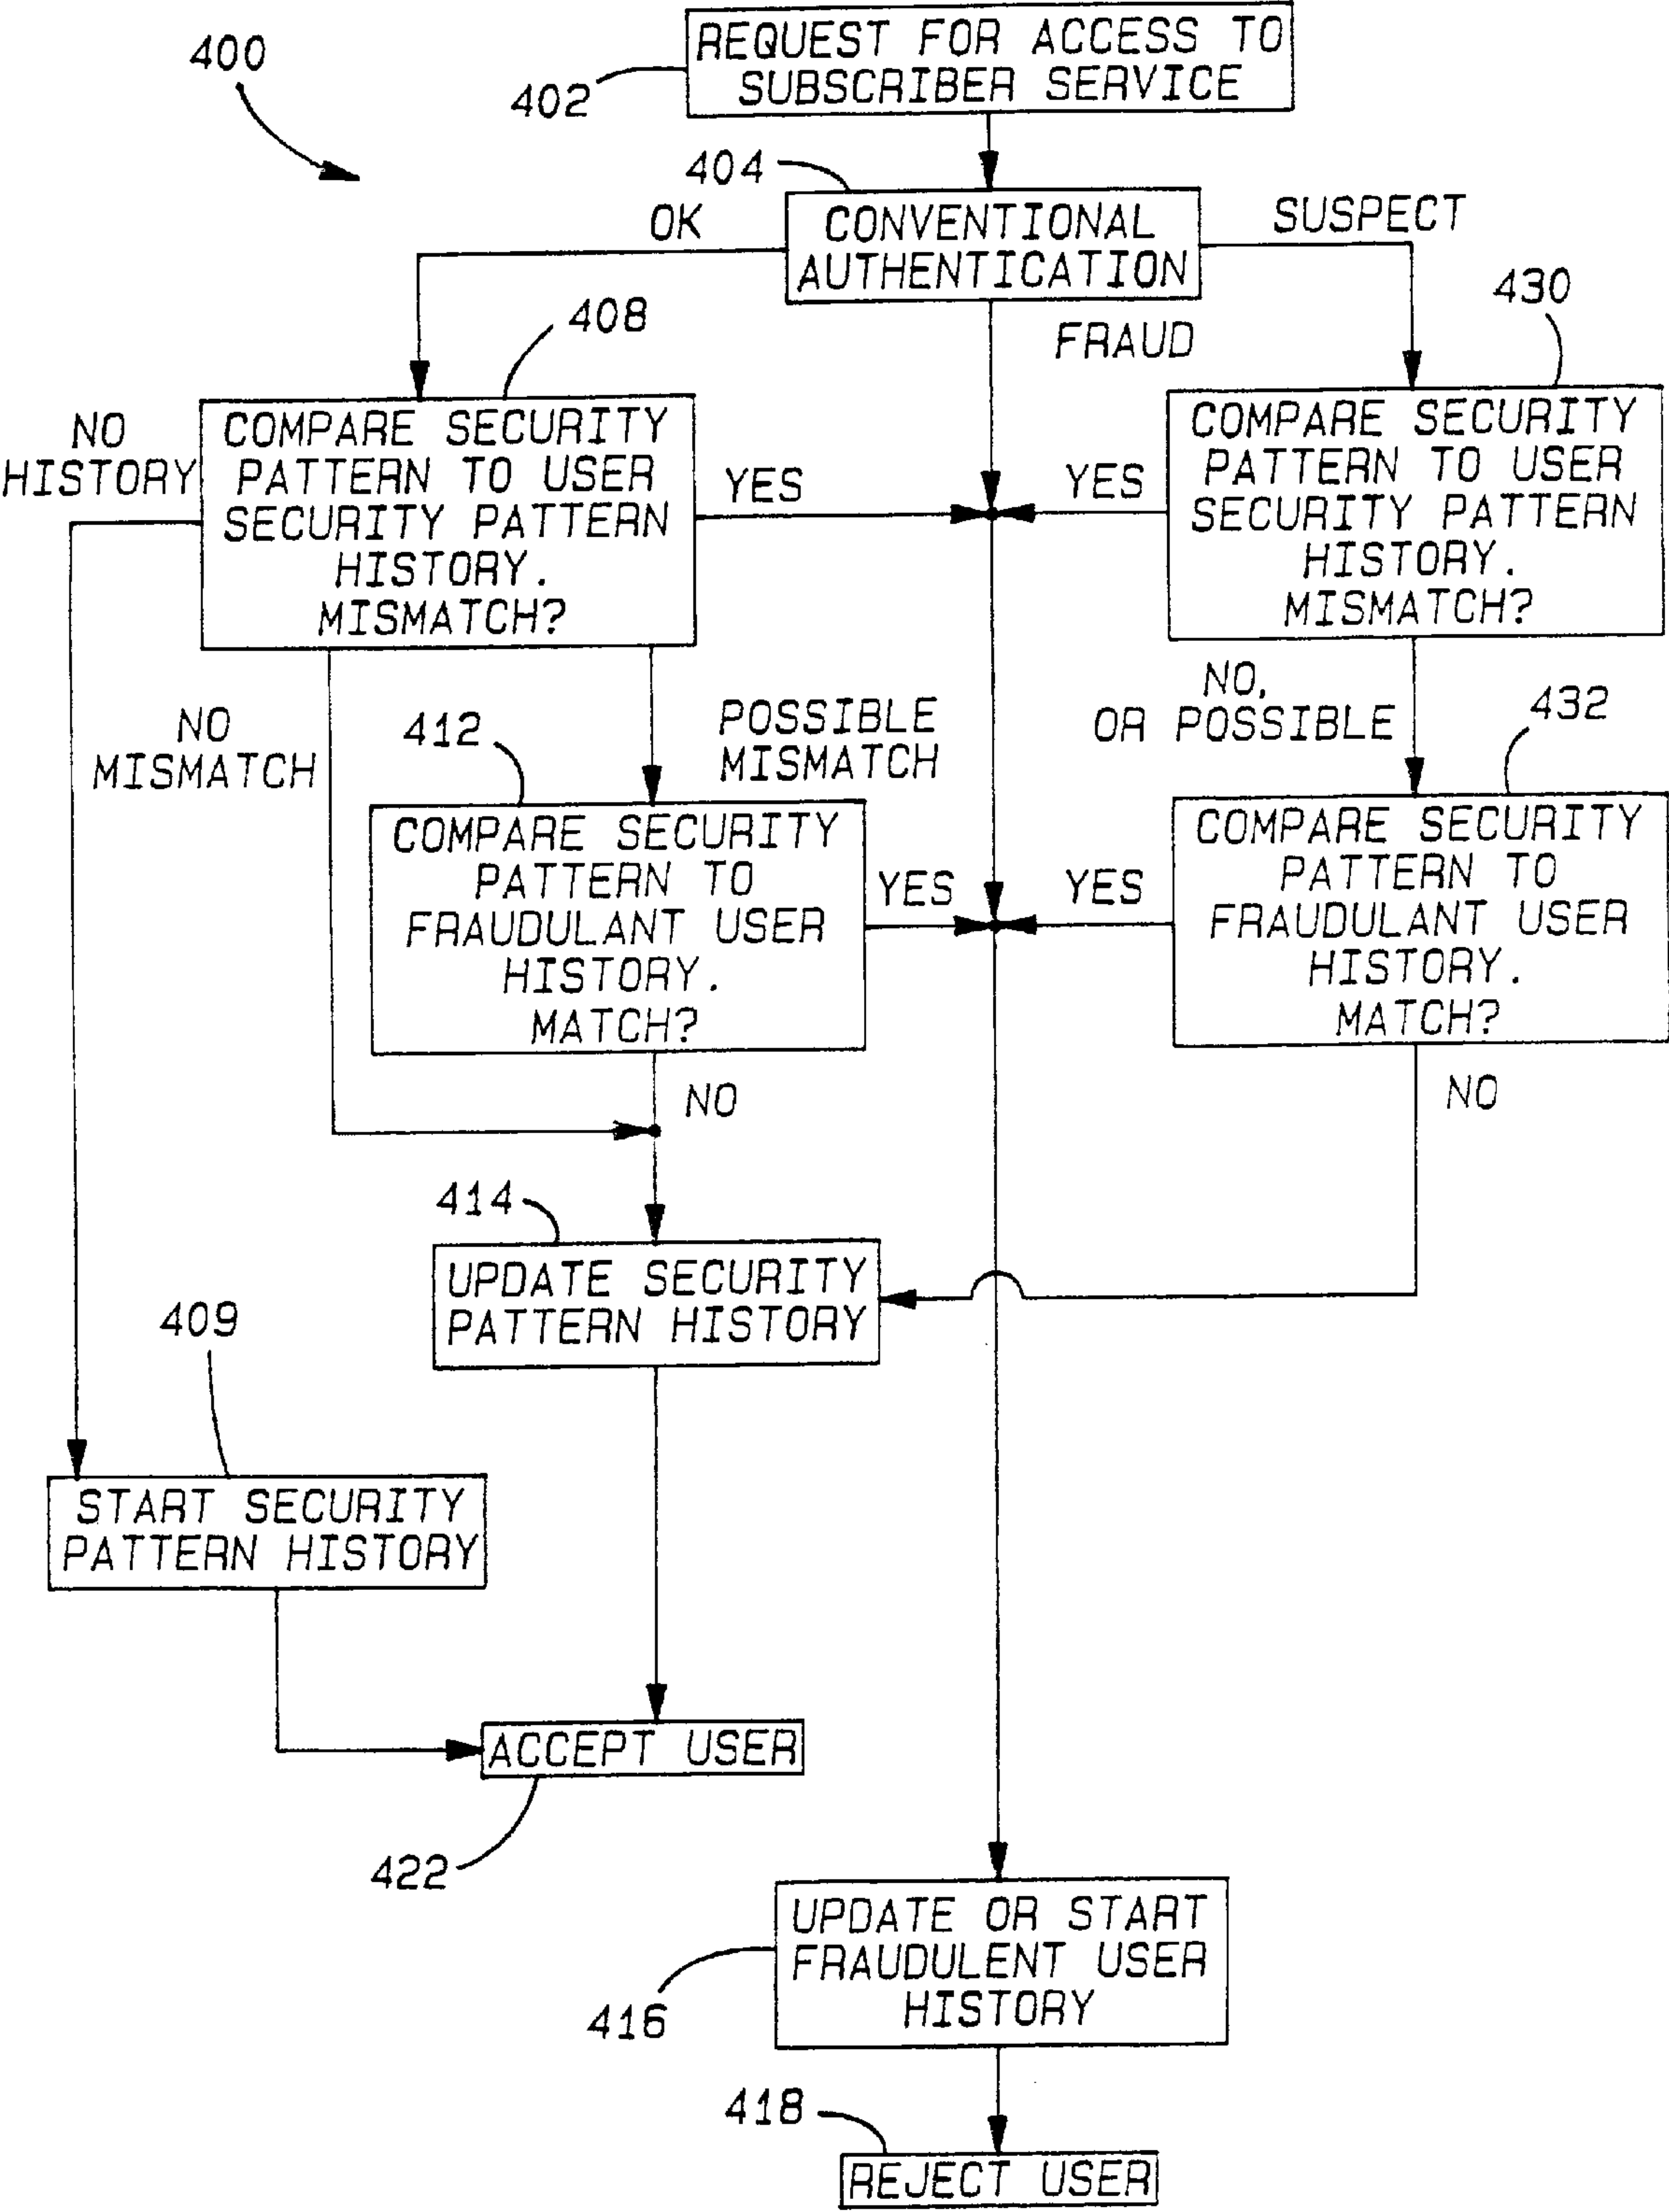 400
REQUEST FOR ACCESS TO
SUBSCRIBER SERVICE
402
404
CONVENTIONAL
AUTHENTICATION
OK
SUSPECT
FRAUD
408
430
NO
HISTORY
COMPARE SECURITY
PATTERN TO USER
SECURITY PATTERN
HISTORY.
MISMATCH?
YES
YES
COMPARE SECURITY
PATTERN TO USER
SECURITY PATTERN
HISTORY.
MISMATCH?
NO
MISMATCH
412
POSSIBLE
MISMATCH
NO,
OR POSSIBLE
432
COMPARE SECURITY
PATTERN TO
FRAUDULANT USER
HISTORY.
MATCH?
YES
YES
COMPARE SECURITY
PATTERN TO
FRAUDULANT USER
HISTORY.
MATCH?
NO
NO
414
UPDATE SECURITY
PATTERN HISTORY
409
START SECURITY
PATTERN HISTORY
ACCEPT USER
422
UPDATE OR START
FRAUDULENT USER
HISTORY
416
418
REJECT USER